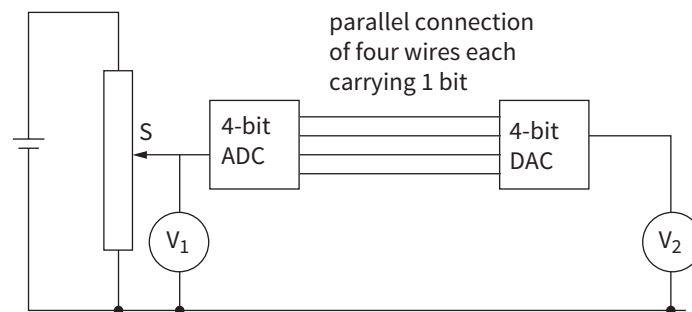 parallel connection
of four wires each
carrying 1 bit
S
4-bit
ADC
4-bit
DAC
V1
V2